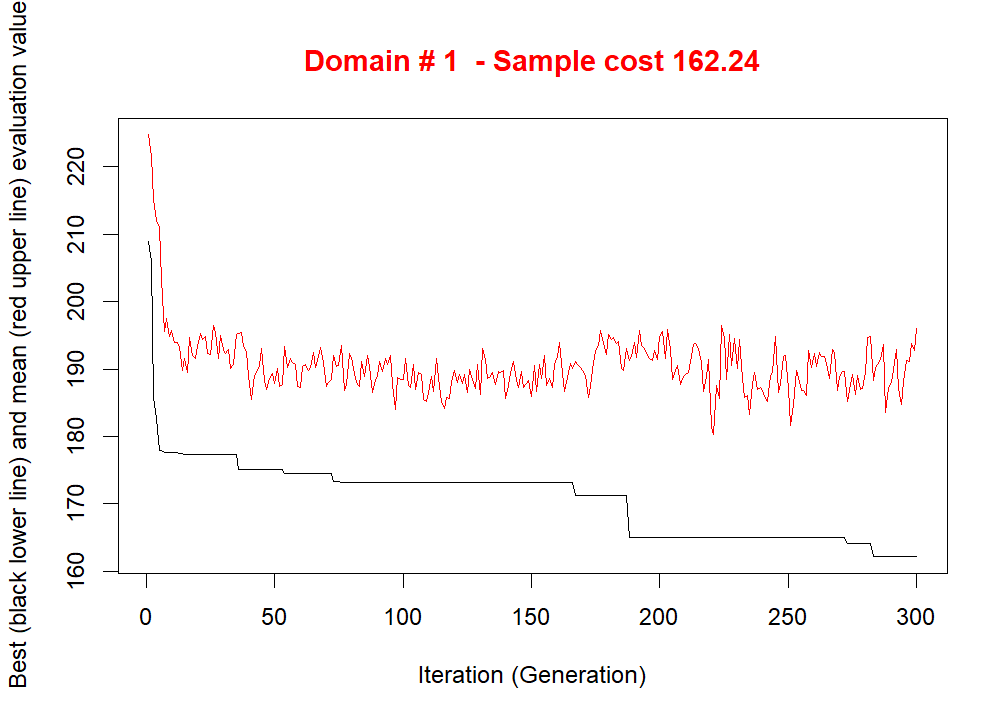 Domain # 1  - Sample cost 162.24
Best (black lower line) and mean (red upper line) evaluation value
220
210
200
190
180
170
160
0 50 100 150 200 250 300
Iteration (Generation)